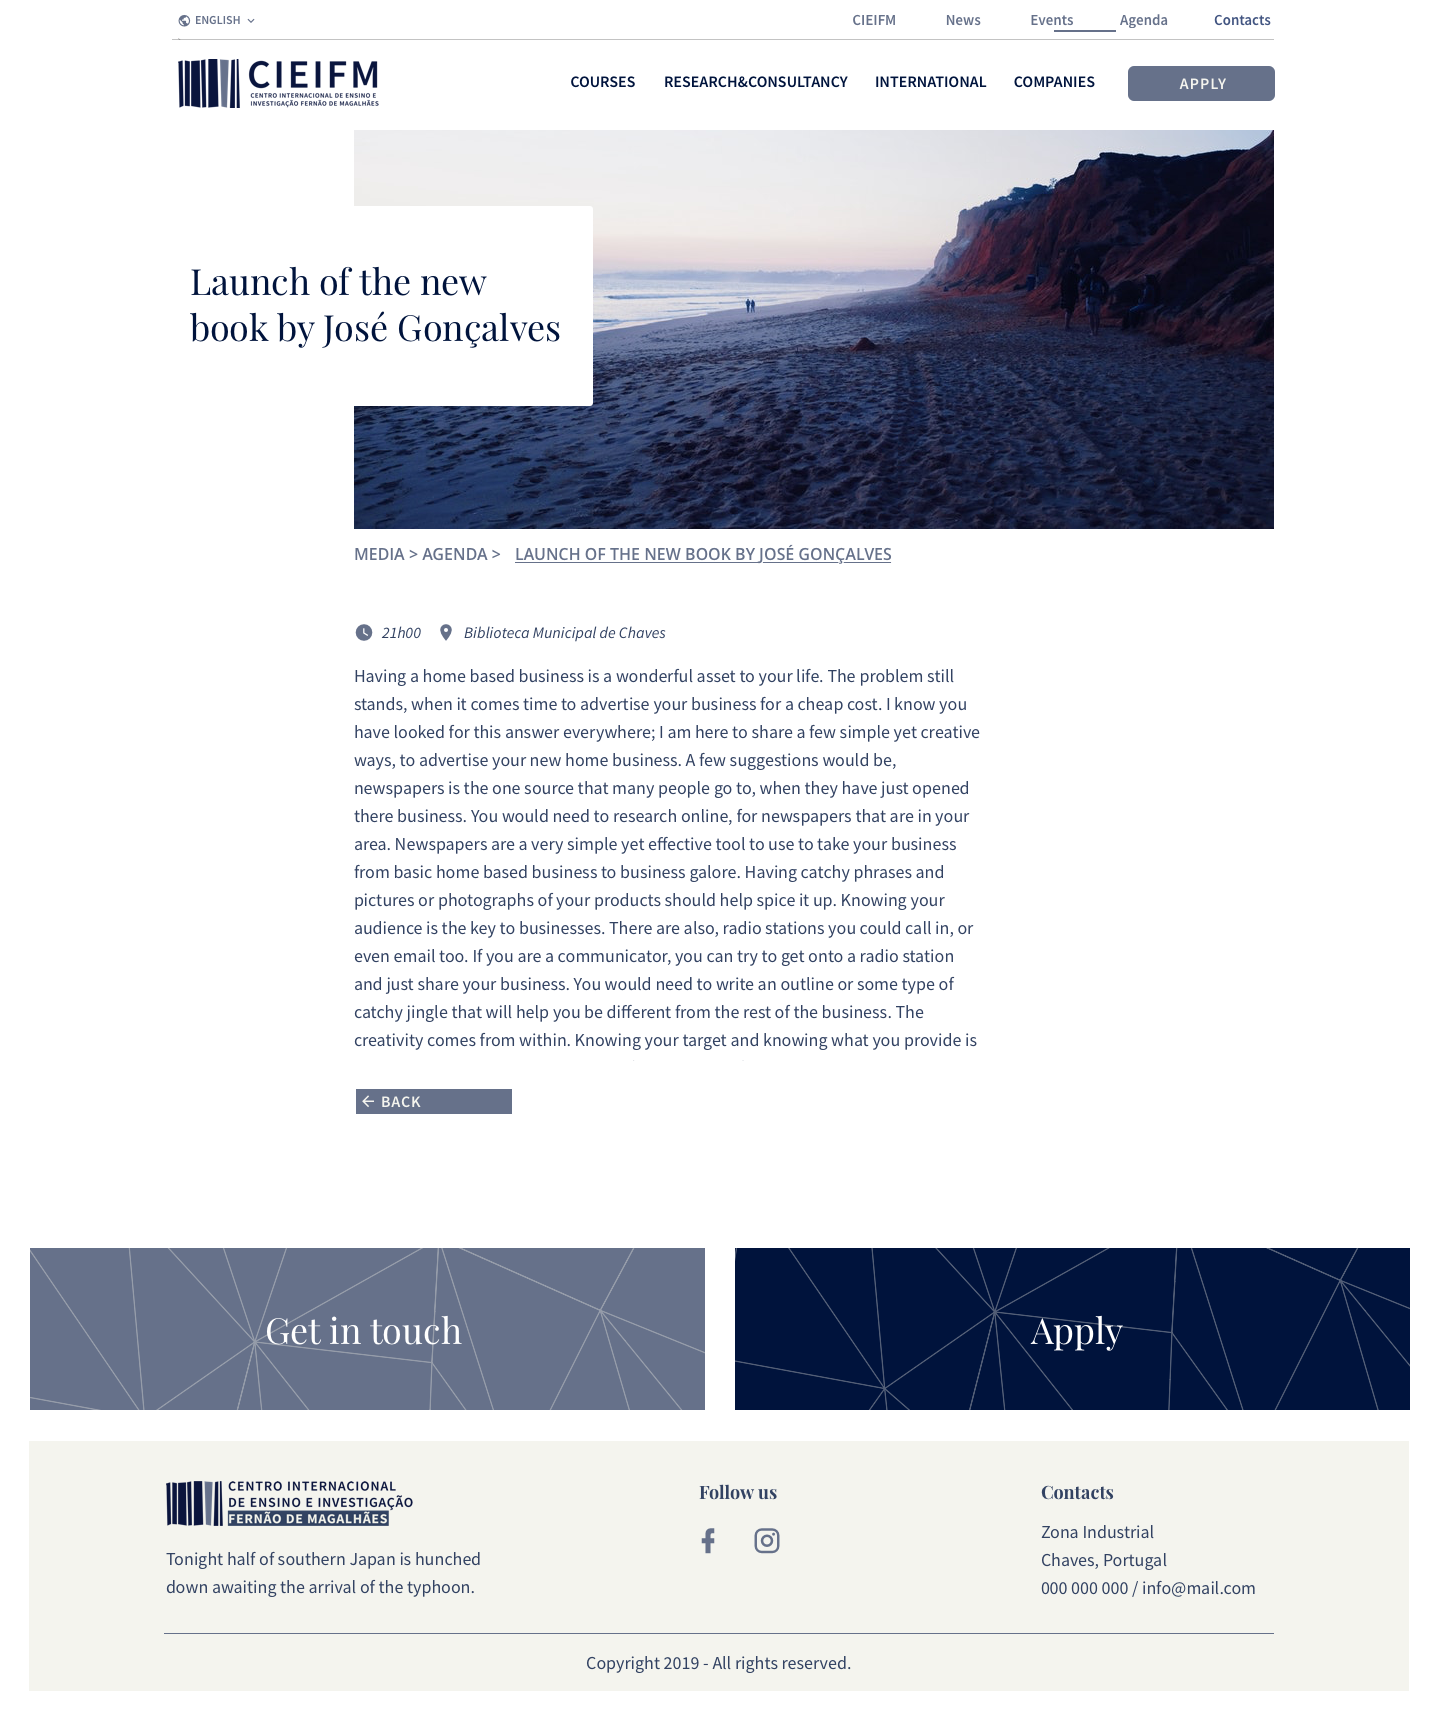 ENGLISH
CIEIFM
News
Events
Agenda
Contacts
CIEIFM
CENTRO INTERNACIONAL DE ENSINO E
INVESTIGAÇÃO FERNÃO DE MAGALHÃES
COURSES
RESEARCH&CONSULTANCY
INTERNATIONAL
COMPANIES
APPLY
Launch of the new
book by José Gonçalves
MEDIA > AGENDA > LAUNCH OF THE NEW BOOK BY JOSÉ GONÇALVES
21h00 Biblioteca Municipal de Chaves
Having a home based business is a wonderful asset to your life. The problem still
stands, when it comes time to advertise your business for a cheap cost. I know you
have looked for this answer everywhere; I am here to share a few simple yet creative
ways, to advertise your new home business. A few suggestions would be,
newspapers is the one source that many people go to, when they have just opened
there business. You would need to research online, for newspapers that are in your
area. Newspapers are a very simple yet effective tool to use to take your business
from basic home based business to business galore. Having catchy phrases and
pictures or photographs of your products should help spice it up. Knowing your
audience is the key to businesses. There are also, radio stations you could call in, or
even email too. If you are a communicator, you can try to get onto a radio station
and just share your business. You would need to write an outline or some type of
catchy jingle that will help you be different from the rest of the business. The
creativity comes from within. Knowing your target and knowing what you provide is
BACK
Get in touch
Apply
CENTRO INTERNACIONAL
DE ENSINO E INVESTIGAÇÃO
FERNÃO DE MAGALHÃES
Tonight half of southern Japan is hunched
down awaiting the arrival of the typhoon.
Follow us
Contacts
Zona Industrial
Chaves, Portugal
000 000 000 / info@mail.com
Copyright 2019 - All rights reserved.